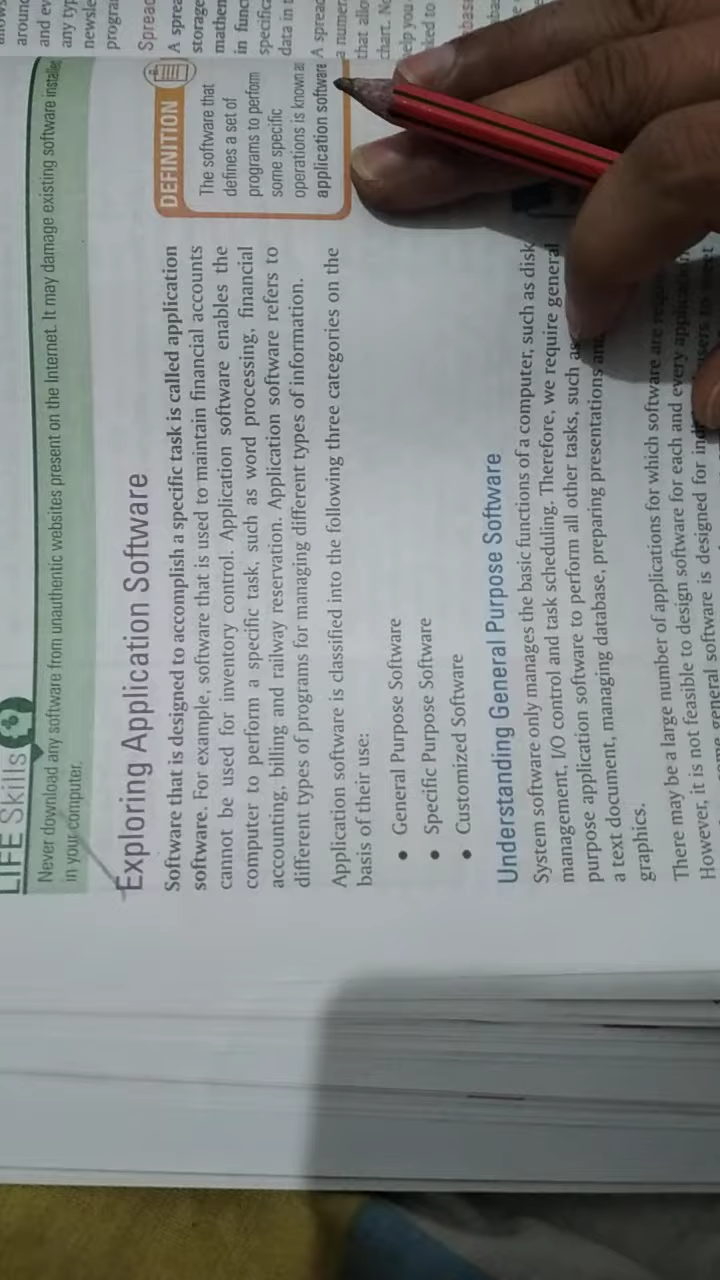 LIFE Skills
Never download any software from unauthentic websites present on the Internet. It may damage existing software
in your computer.
Exploring Application Software
Software that is designed to accomplish a specific task is called application
software. For example, software that is used to maintain financial accounts
cannot be used for inventory control. Application software enables the
computer to perform a specific task, such as word processing, financial
accounting, billing and railway reservation. Application software refers to
different types of programs for managing different types of information.
Application software is classified into the following three categories on the
basis of their use:
• General Purpose Software
• Specific Purpose Software
• Customized Software
DEFINITION
The software that
defines a set of
programs to perform
some specific
operations is known
application software
Understanding General Purpose Software
System software only manages the basic functions of a computer, such as disk
management, I/O control and task scheduling. Therefore, we require general
purpose application software to perform all other tasks, such as
a text document, managing database, preparing presentations
graphics.
There may be a large number of applications for which software are
However, it is not feasible to design software for each and every
general software is designed for
around
and
any
Spread
A
storage
in
data in
A
a
that
chart.
to